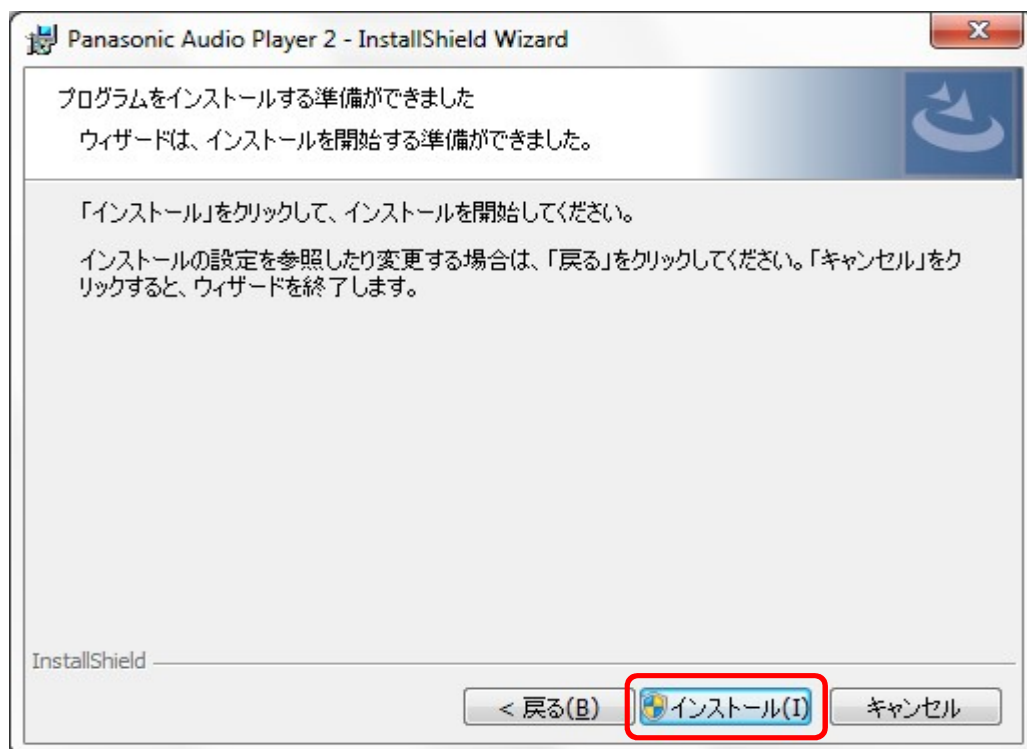 Panasonic Audio Player 2 - InstallShield Wizard
プログラムをインストールする準備ができました
ウィザードは、インストールを開始する準備ができました。
「インストール」をクリックして、インストールを開始してください。
インストールの設定を参照したり変更する場合は、「戻る」をクリックしてください。「キャンセル」をク
リックすると、ウィザードを終了します。
InstallShield
< 戻る(B) インストール(I) キャンセル